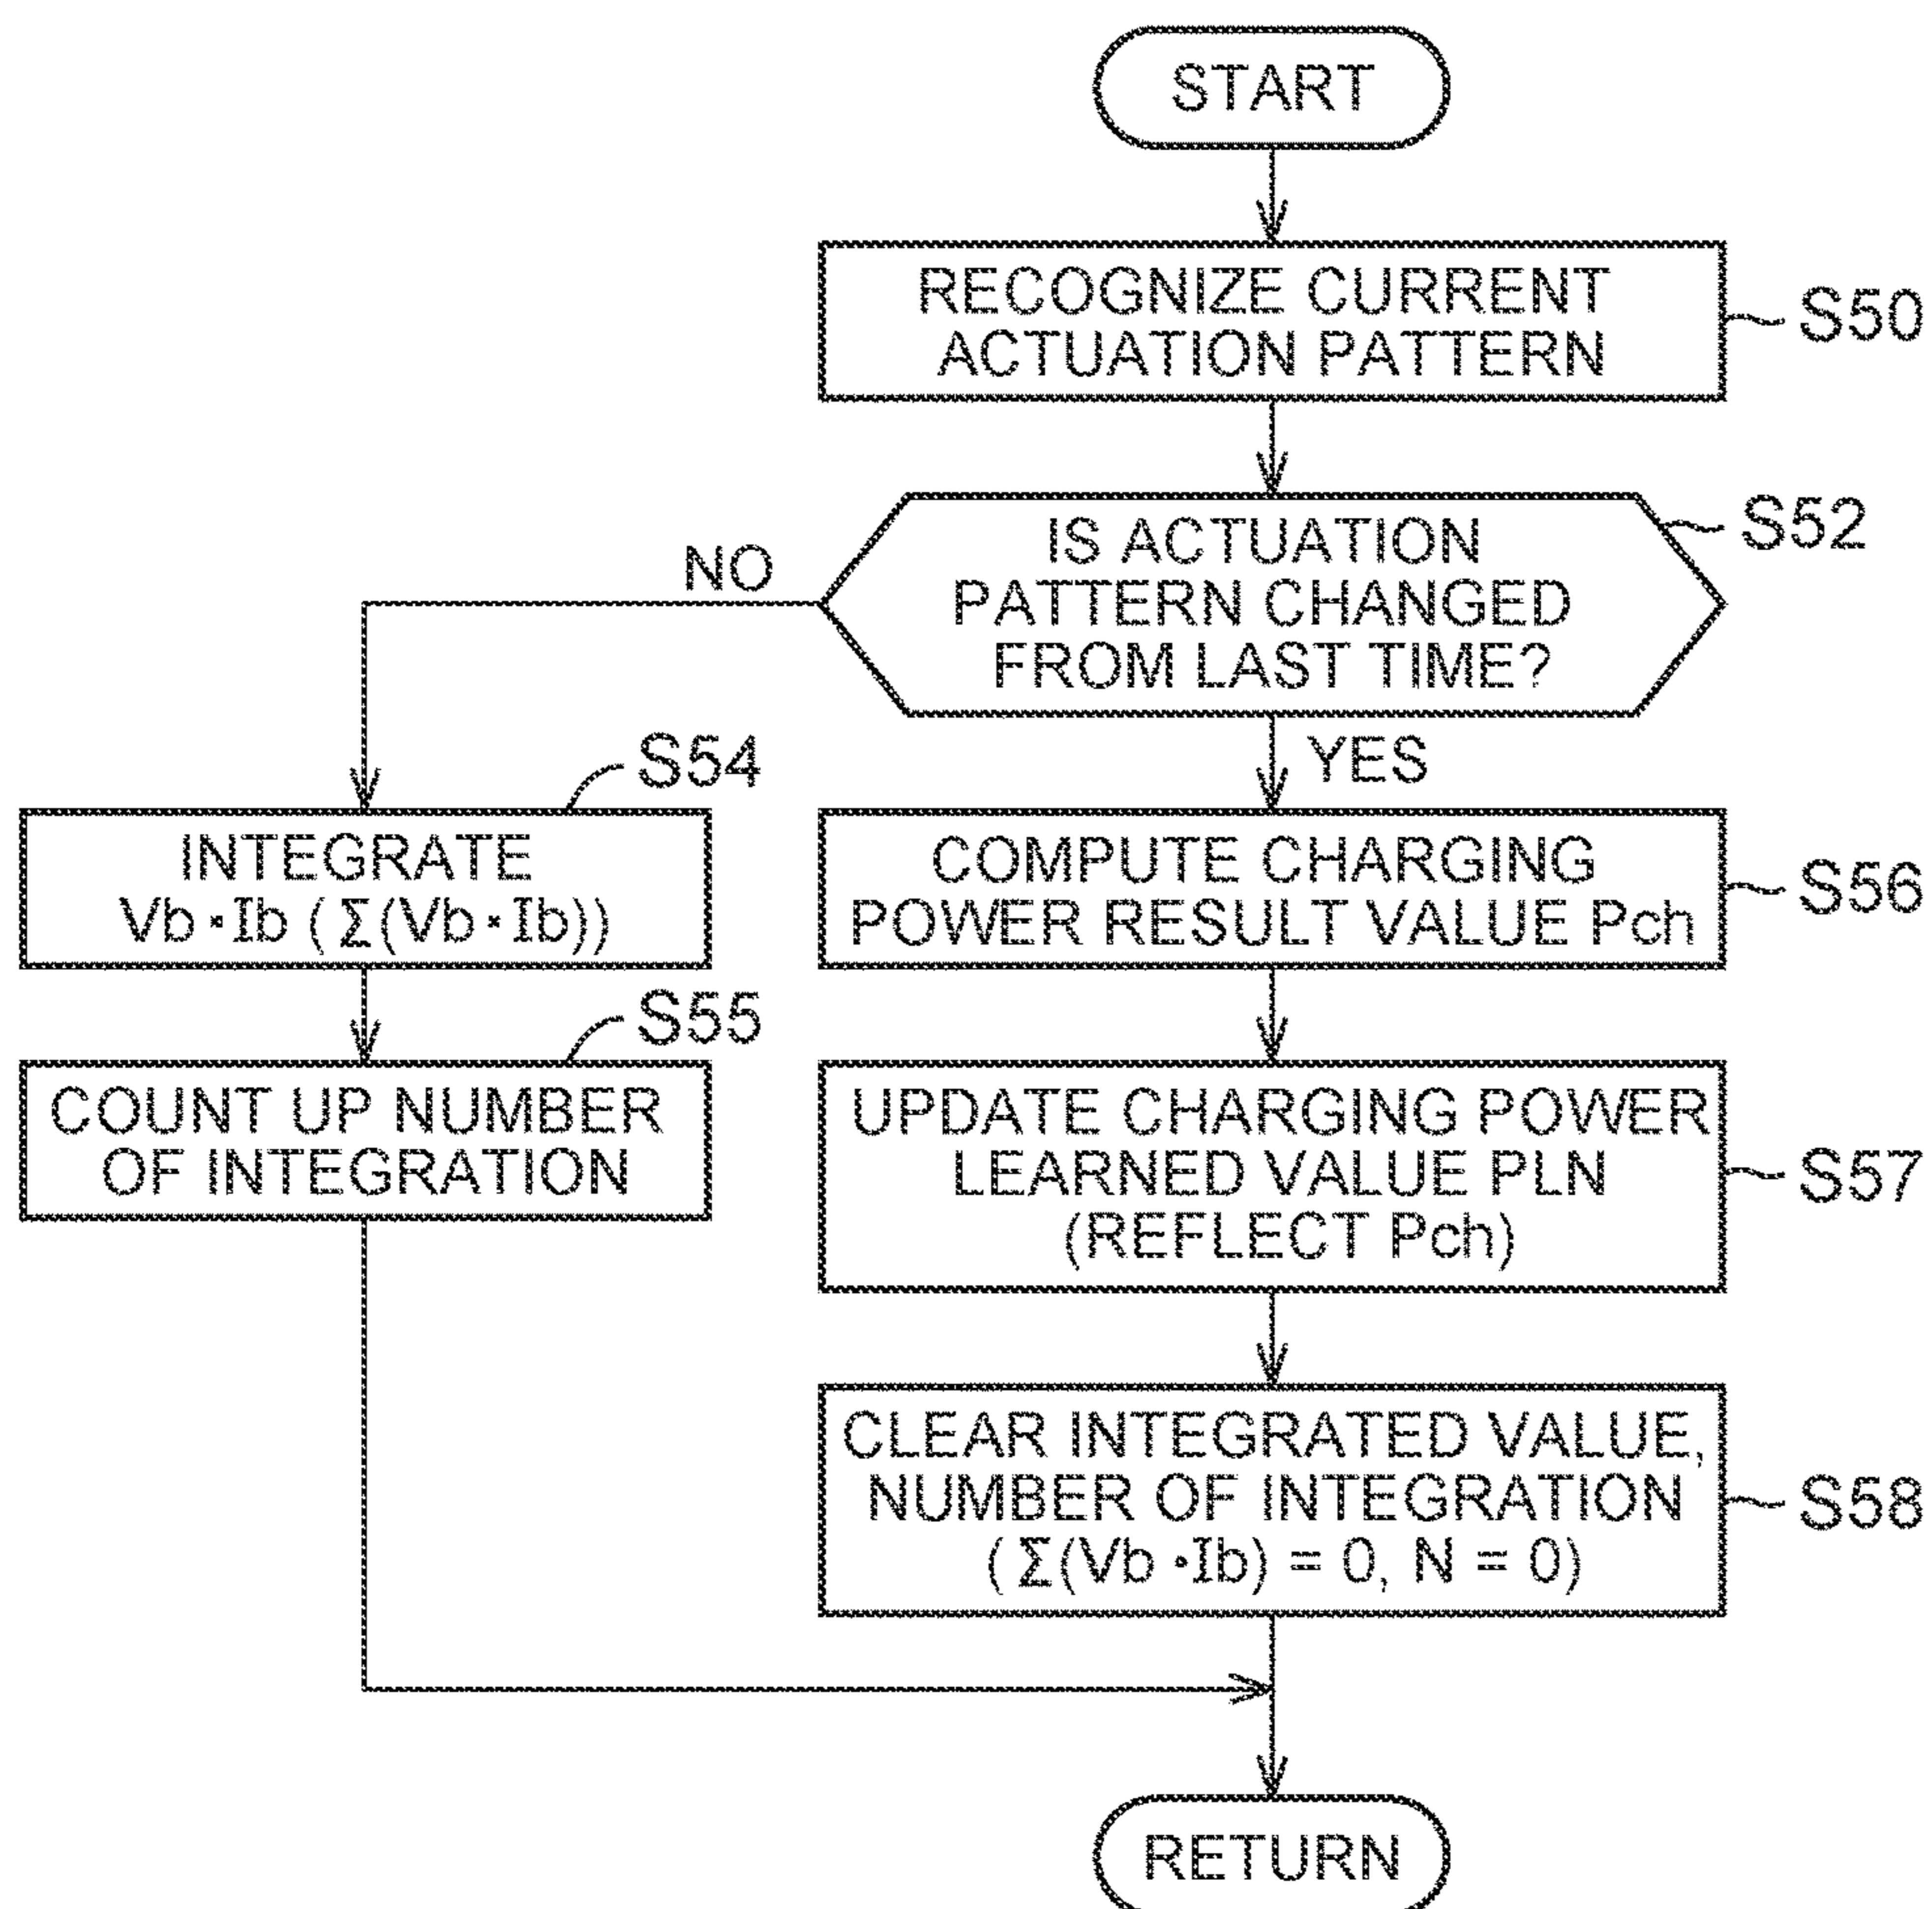 START
RECOGNIZE CURRENT
ACTUATION PATTERN
S50
IS ACTUATION
PATTERN CHANGED
FROM LAST TIME?
S52
NO
YES
INTEGRATE
Vb・Ib (Σ(Vb・Ib))
S54
COUNT UP NUMBER
OF INTEGRATION
S55
COMPUTE CHARGING
POWER RESULT VALUE Pch
S56
UPDATE CHARGING POWER
LEARNED VALUE PLN
(REFLECT Pch)
S57
CLEAR INTEGRATED VALUE,
NUMBER OF INTEGRATION
(Σ(Vb・Ib) = 0, N = 0)
S58
RETURN